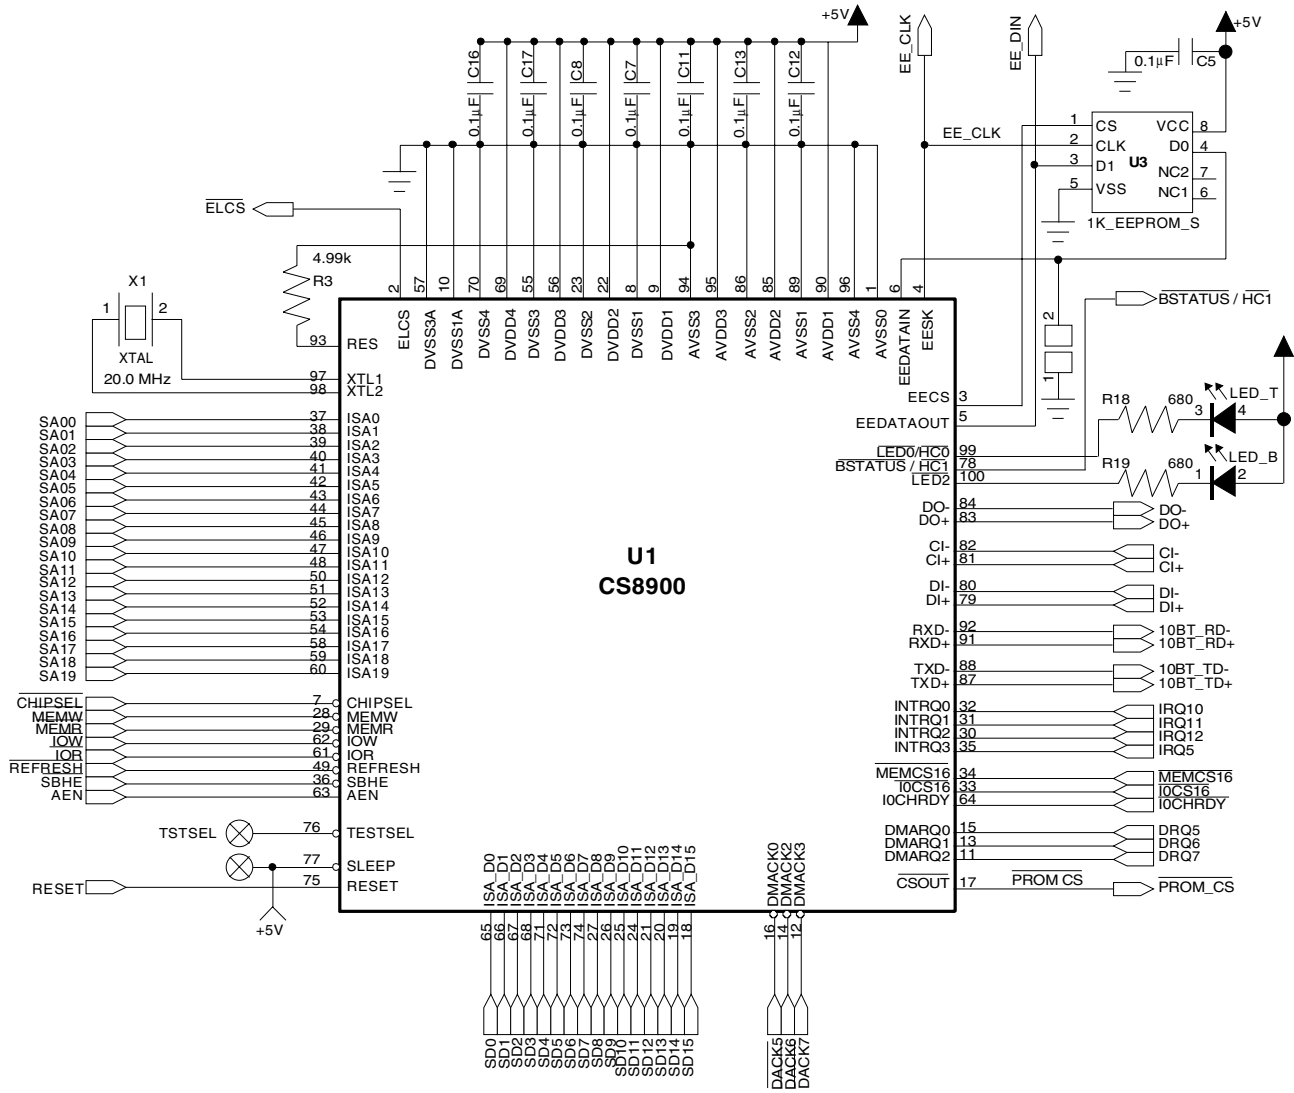 +5V
EE_CLK
EE_DIN
+5V
C16
0.1µF
C17
0.1µF
C8
0.1µF
C7
0.1µF
C11
0.1µF
C13
0.1µF
C12
0.1µF
0.1µF C5
EE_CLK
1 CS VCC 8
2 CLK D0 4
3 D1 U3 NC2 7
5 VSS NC1 6
1K_EEPROM_S
ELCS
4.99k
R3
X1
1 2
XTAL
20.0 MHz
2 ELCS
57 DVSS3A
10 DVSS1A
70 DVSS4
69 DVDD4
55 DVSS3
56 DVDD3
23 DVSS2
22 DVDD2
8 DVSS1
9 DVDD1
94 AVSS3
95 AVDD3
86 AVSS2
85 AVDD2
89 AVSS1
90 AVDD1
96 AVSS4
1 AVSS0
6 EEDATAIN
4 EESK
2
1
BSTATUS / HC1
93 RES
97 XTL1
98 XTL2
SA00 37 ISA0
SA01 38 ISA1
SA02 39 ISA2
SA03 40 ISA3
SA04 41 ISA4
SA05 42 ISA5
SA06 43 ISA6
SA07 44 ISA7
SA08 45 ISA8
SA09 46 ISA9
SA10 47 ISA10
SA11 48 ISA11
SA12 50 ISA12
SA13 51 ISA13
SA14 52 ISA14
SA15 53 ISA15
SA16 54 ISA16
SA17 58 ISA17
SA18 59 ISA18
SA19 60 ISA19
CHIPSEL 7 CHIPSEL
MEMW 28 MEMW
MEMR 29 MEMR
IOW 62 IOW
IOR 61 IOR
REFRESH 49 REFRESH
SBHE 36 SBHE
AEN 63 AEN
TSTSEL 76 TESTSEL
77 SLEEP
RESET 75 RESET
+5V
U1
CS8900
EECS 3
EEDATAOUT 5
LED0/HC0 99
BSTATUS / HC1 78
LED2 100
R18 680 3 4 LED_T
R19 680 1 2 LED_B
DO- 84 DO-
DO+ 83 DO+
CI- 82 CI-
CI+ 81 CI+
DI- 80 DI-
DI+ 79 DI+
RXD- 92 10BT_RD-
RXD+ 91 10BT_RD+
TXD- 88 10BT_TD-
TXD+ 87 10BT_TD+
INTRQ0 32 IRQ10
INTRQ1 31 IRQ11
INTRQ2 30 IRQ12
INTRQ3 35 IRQ5
MEMCS16 34 MEMCS16
I0CS16 33 I0CS16
I0CHRDY 64 I0CHRDY
DMARQ0 15 DRQ5
DMARQ1 13 DRQ6
DMARQ2 11 DRQ7
CSOUT 17 PROM CS PROM_CS
ISA_D0 65 SD0
ISA_D1 66 SD1
ISA_D2 67 SD2
ISA_D3 68 SD3
ISA_D4 71 SD4
ISA_D5 72 SD5
ISA_D6 73 SD6
ISA_D7 74 SD7
ISA_D8 27 SD8
ISA_D9 26 SD9
ISA_D10 25 SD10
ISA_D11 24 SD11
ISA_D12 21 SD12
ISA_D13 20 SD13
ISA_D14 19 SD14
ISA_D15 18 SD15
DMACK0 16 DACK5
DMACK2 14 DACK6
DMACK3 12 DACK7